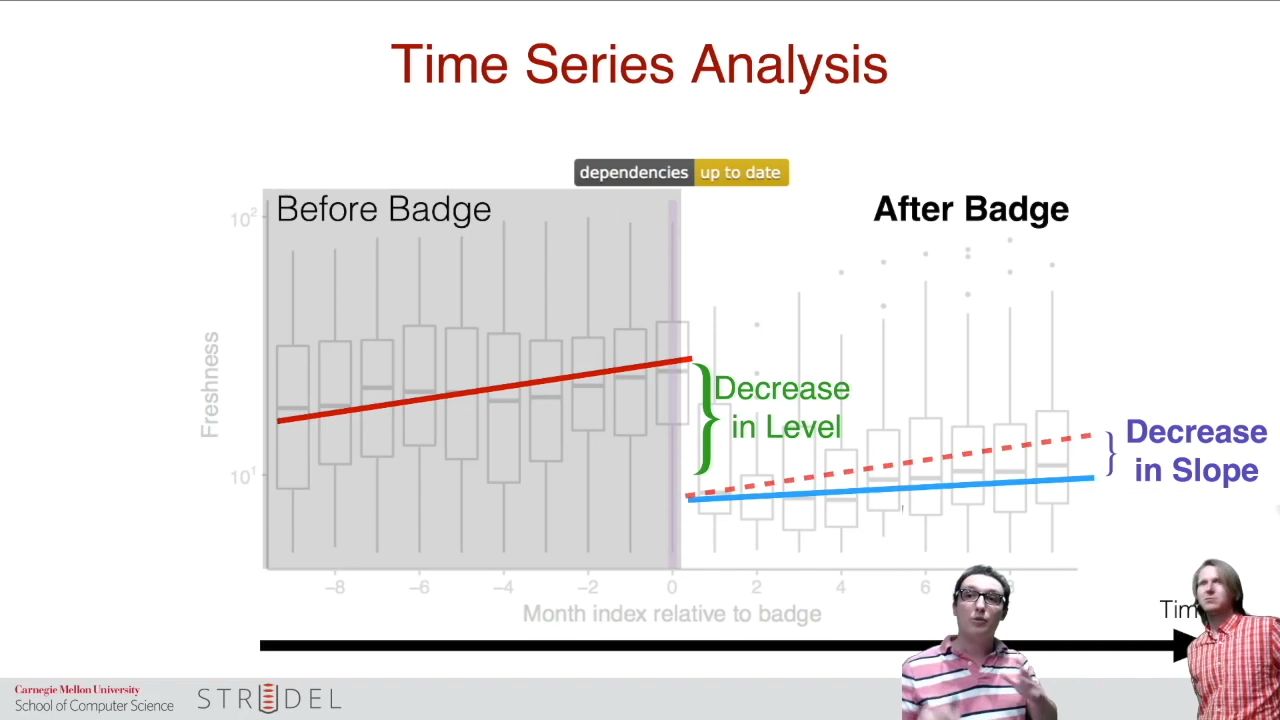 Time Series Analysis
dependencies up to date
Before Badge
After Badge
10²
Freshness
10¹
Decrease
in Level
Decrease
in Slope
−8 −6 −4 −2 0 2 4 6
Month index relative to badge
Carnegie Mellon University
School of Computer Science
STRUDEL